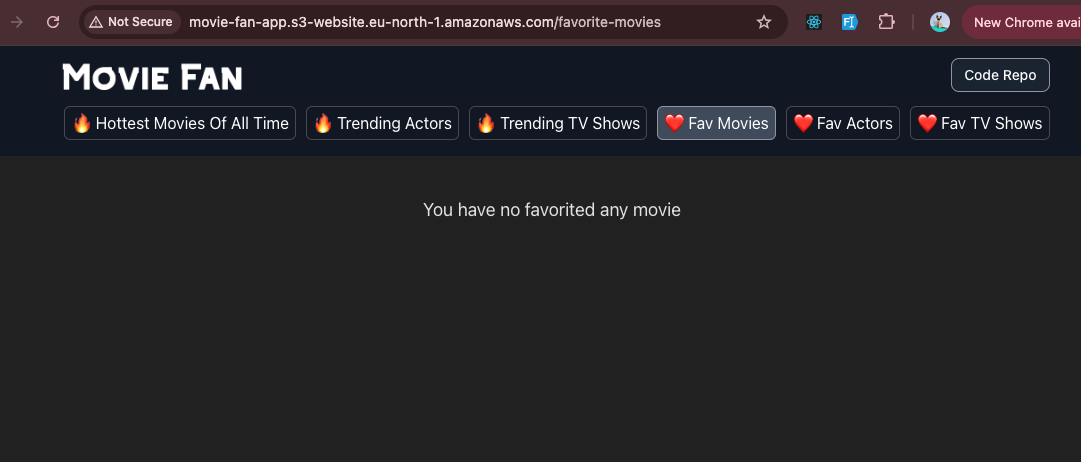 Not Secure movie-fan-app.s3-website.eu-north-1.amazonaws.com/favorite-movies New Chrome avai
MOVIE FAN Code Repo
🔥 Hottest Movies Of All Time 🔥 Trending Actors 🔥 Trending TV Shows ❤️ Fav Movies ❤️ Fav Actors ❤️ Fav TV Shows
You have no favorited any movie